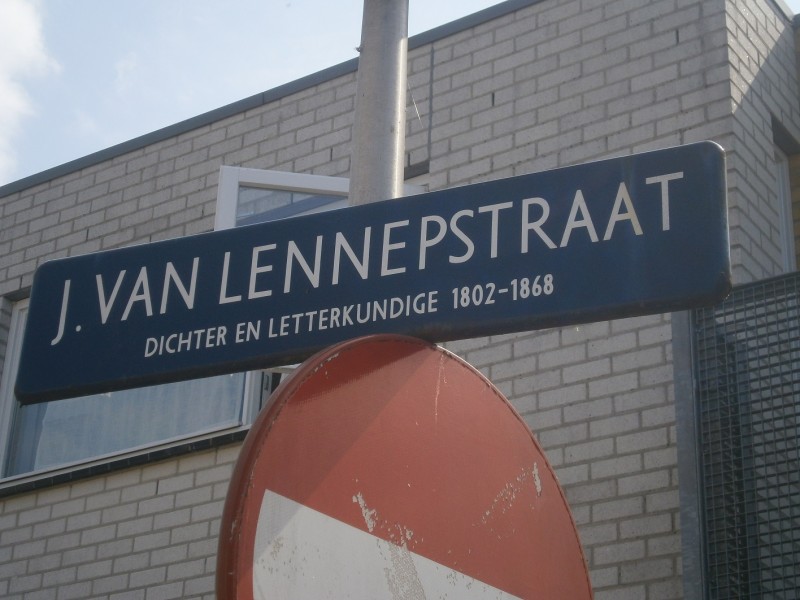 J. VAN LENNEPSTRAAT
DICHTER EN LETTERKUNDIGE 1802-1868